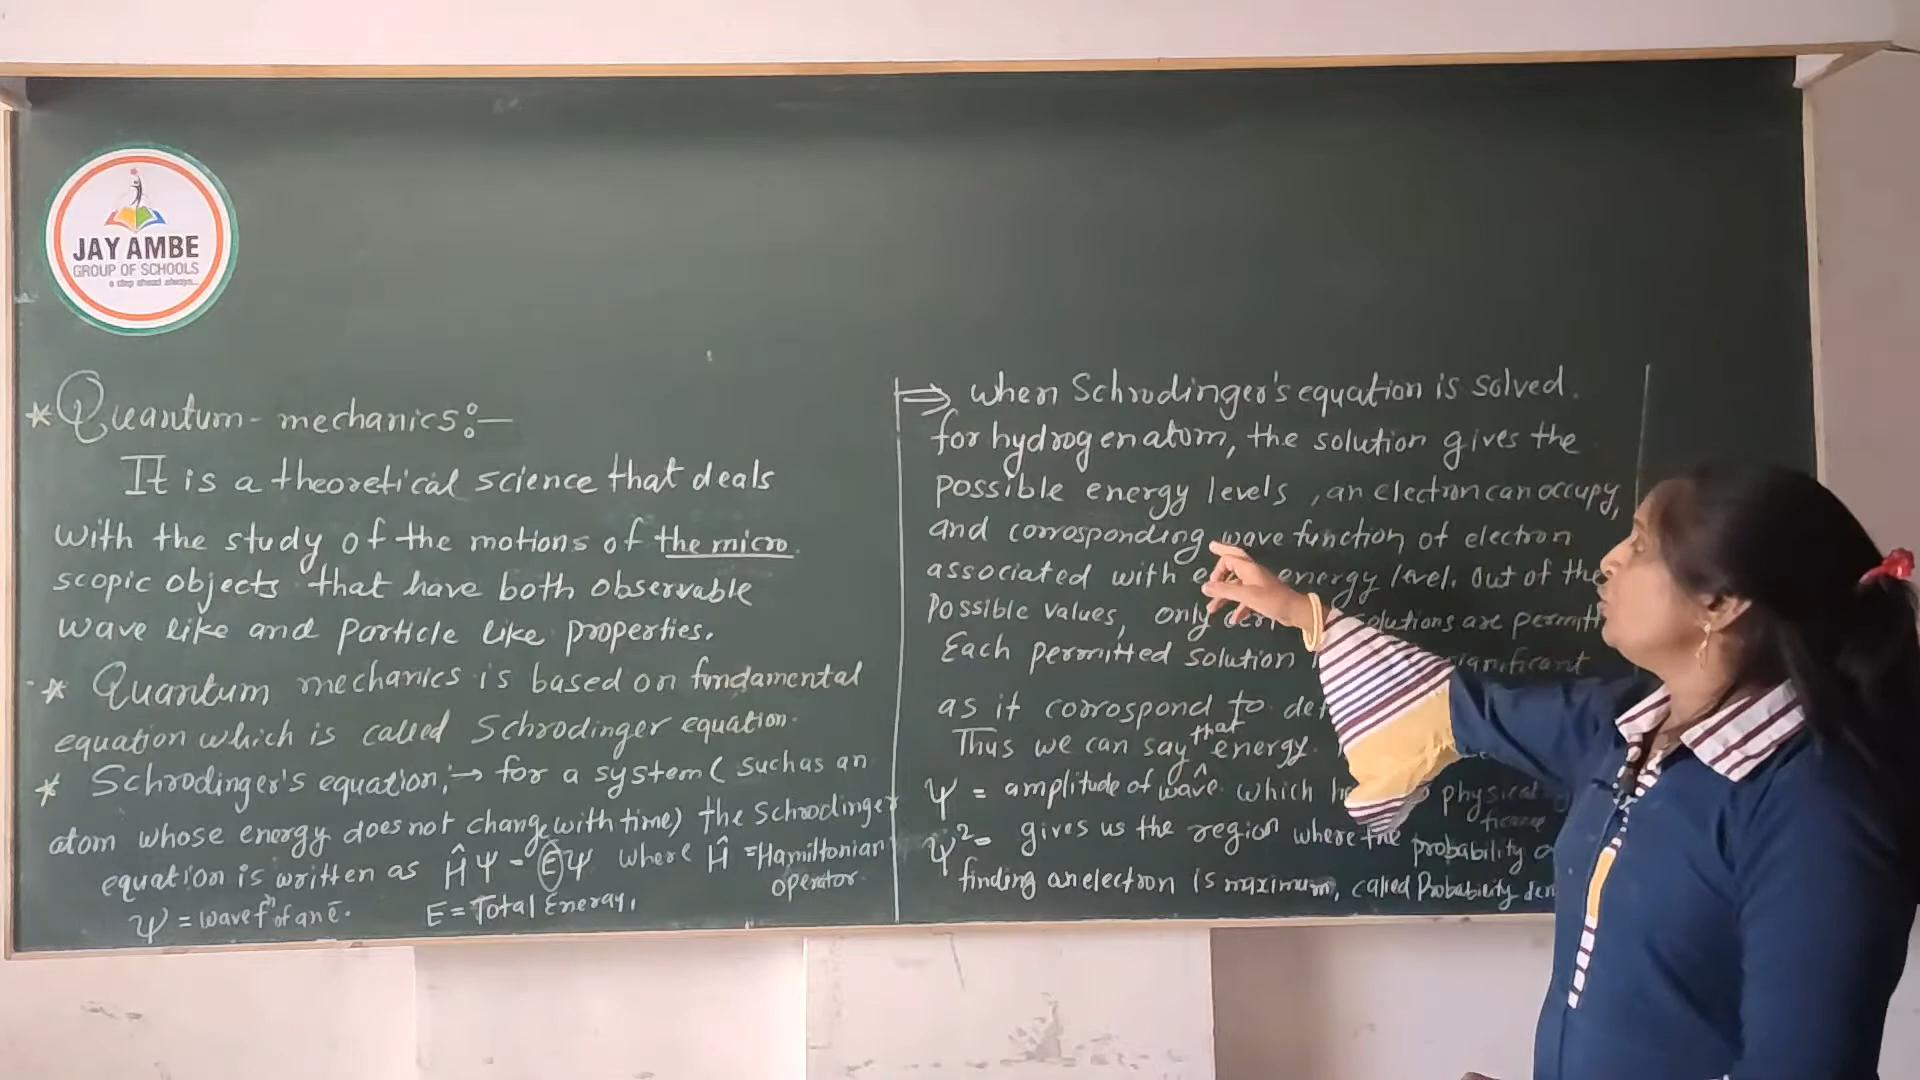 JAY AMBE
GROUP OF SCHOOLS
a step ahead always...
* Quantum - mechanics:-
It is a theoretical science that deals
with the study of the motions of the micro
scopic objects that have both observable
wave like and particle like properties.
* Quantum mechanics is based on fundamental
equation which is called Schrodinger equation.
* Schrodinger's equation:→ for a system (such as an
atom whose energy does not change with time) the Schrodinger
equation is written as Ĥψ = Eψ where Ĥ = Hamiltonian
operator.
ψ = wave fⁿ of an ē. E = Total Energy.
⇒ when Schrodinger's equation is solved.
for hydrogen atom, the solution gives the
possible energy levels, an electron can occupy,
and corrosponding wave function of electron
associated with energy level. Out of the
possible values, only solutions are permitt
Each permitted solution significant
as it correspond to
Thus we can say that energy
ψ = amplitude of wave which physical
ψ² = gives us the region where the probability
finding an electron is maximum, called Probability den